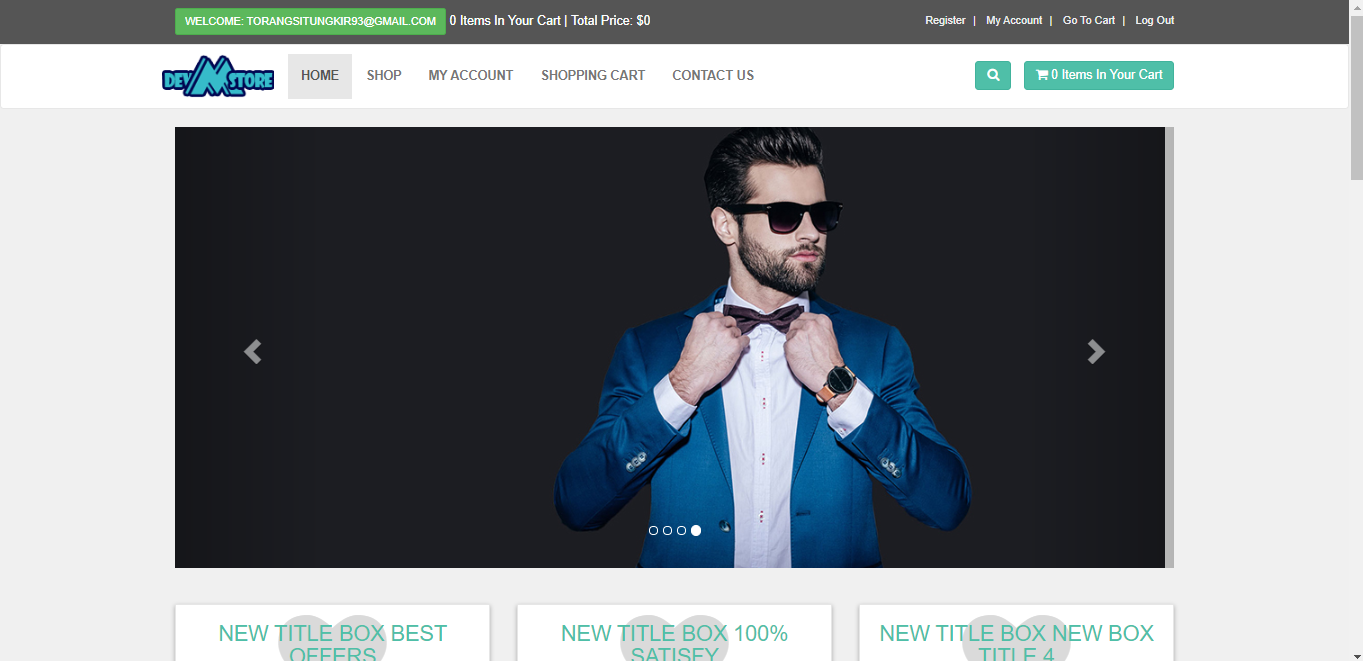 WELCOME: TORANGSITUNGKIR93@GMAIL.COM 0 Items In Your Cart | Total Price: $0
Register | My Account | Go To Cart | Log Out
DEV M STORE
HOME SHOP MY ACCOUNT SHOPPING CART CONTACT US
0 Items In Your Cart
NEW TITLE BOX BEST
OFFERS
NEW TITLE BOX 100%
SATISFY
NEW TITLE BOX NEW BOX
TITLE 4